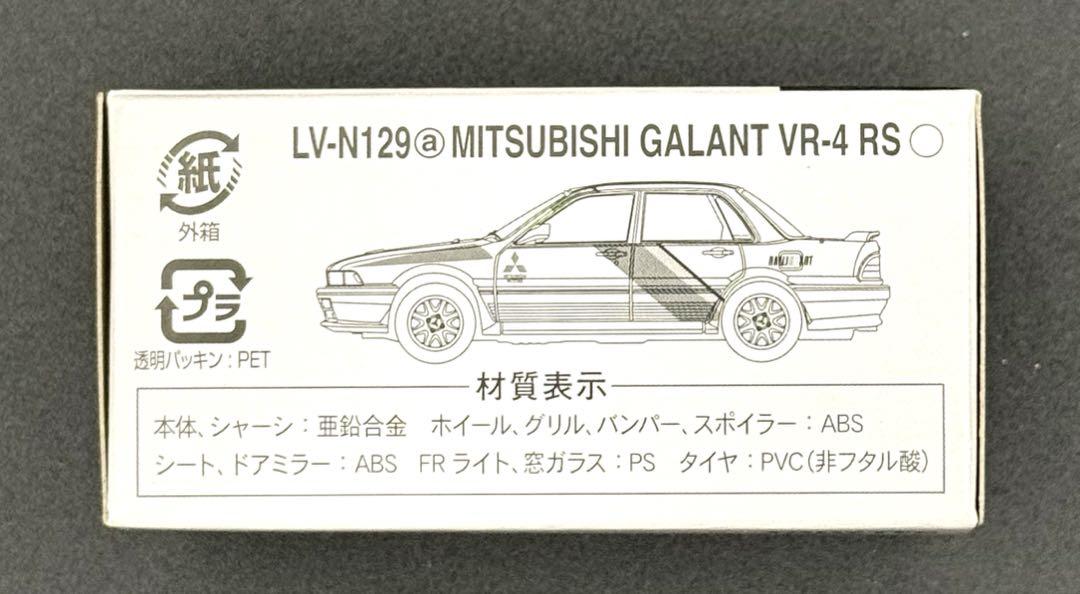 LV-N129ⓐ MITSUBISHI GALANT VR-4 RS ○
紙
外箱
プラ
透明パッキン：PET
RALLI ART
材質表示
本体、シャーシ：亜鉛合金　ホイール、グリル、バンパー、スポイラー：ABS
シート、ドアミラー：ABS　FRライト、窓ガラス：PS　タイヤ：PVC（非フタル酸）